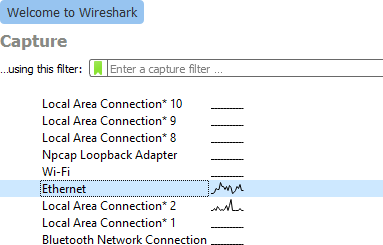 Welcome to Wireshark
Capture
...using this filter: Enter a capture filter ...
Local Area Connection* 10
Local Area Connection* 9
Local Area Connection* 8
Npcap Loopback Adapter
Wi-Fi
Ethernet
Local Area Connection* 2
Local Area Connection* 1
Bluetooth Network Connection